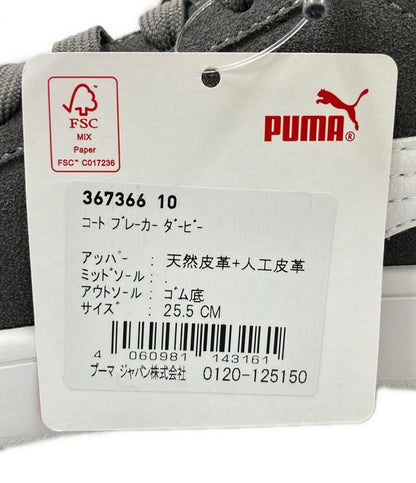 FSC
MIX
Paper
FSC™ C017236
PUMA®
367366 10
コート ブレーカー ダービー
アッパー : 天然皮革+人工皮革
ミッドソール : .
アウトソール : ゴム底
サイズ : 25.5 CM
4 060981 143161
プーマ ジャパン株式会社 0120-125150